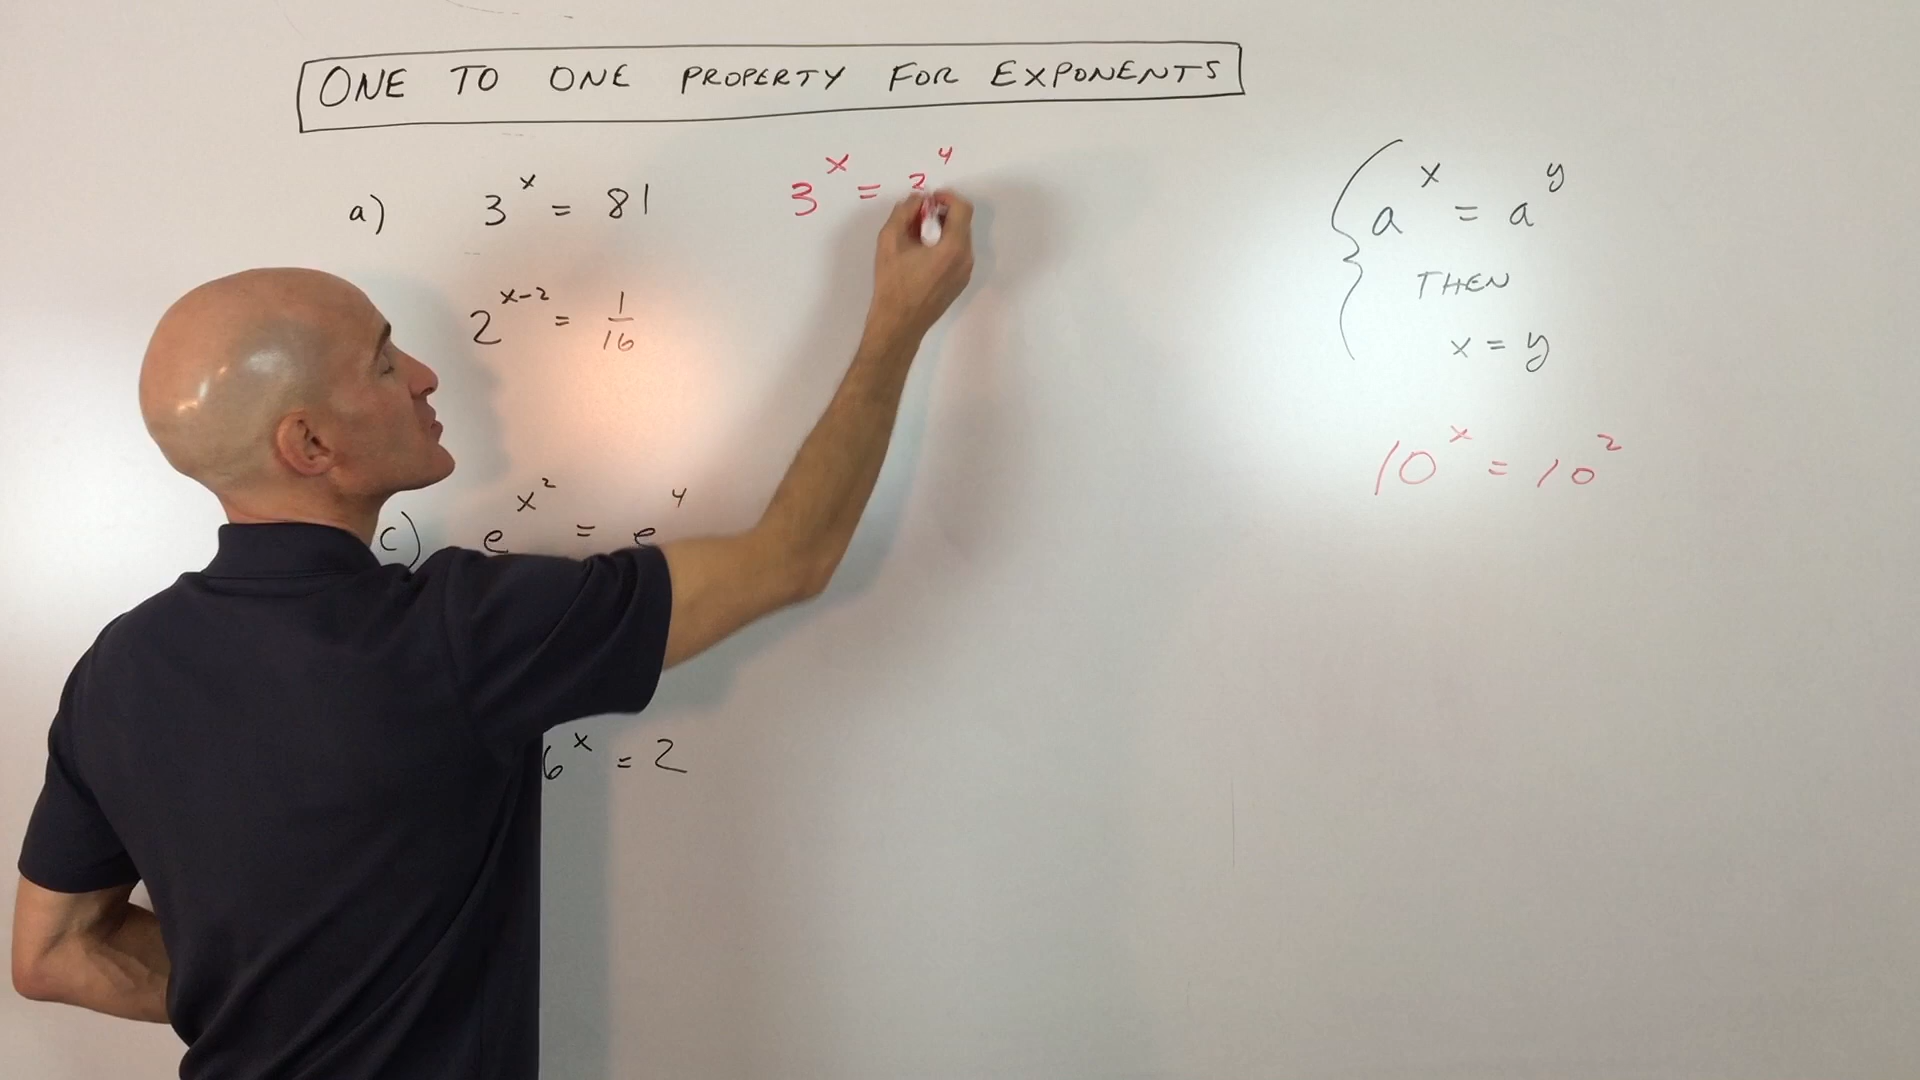 ONE TO ONE PROPERTY FOR EXPONENTS
a) 3^x = 81
3^x = 3^4
2^(x-2) = 1/16
c) e^(x^2) = e^4
6^x = 2
a^x = a^y
THEN
x = y
10^x = 10^2